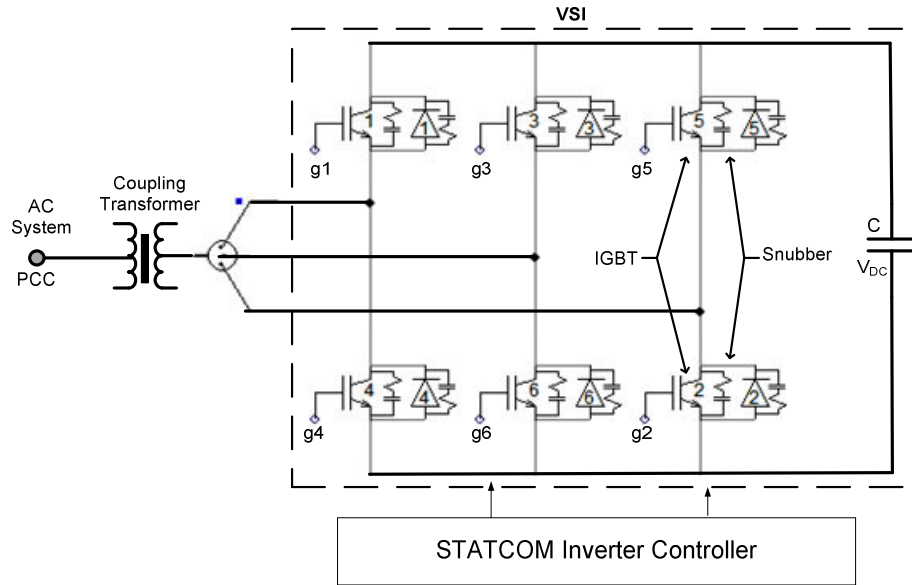 VSI
1
1
3
3
5
5
g1
g3
g5
Coupling
Transformer
AC
System
PCC
IGBT
Snubber
C
VDC
4
4
6
6
2
2
g4
g6
g2
STATCOM Inverter Controller